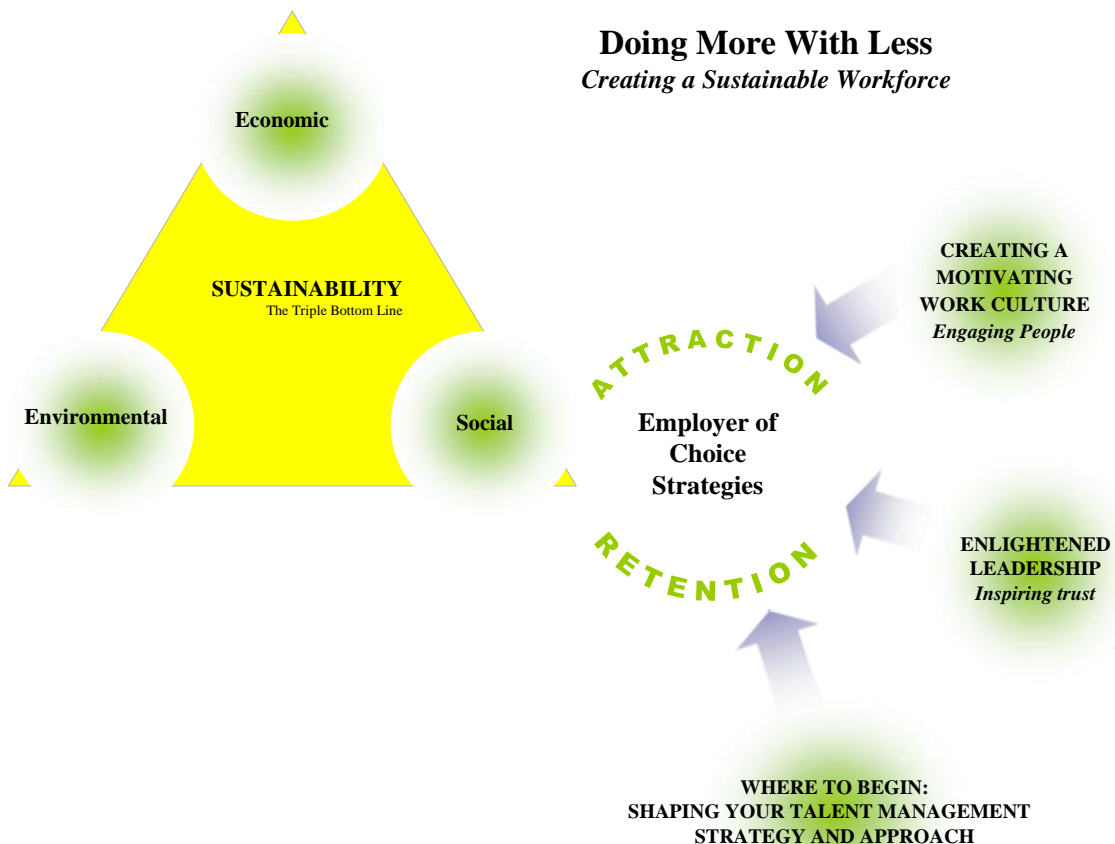 Doing More With Less
Creating a Sustainable Workforce
Economic
SUSTAINABILITY
The Triple Bottom Line
Environmental
Social
ATTRACTION
Employer of
Choice
Strategies
RETENTION
CREATING A
MOTIVATING
WORK CULTURE
Engaging People
ENLIGHTENED
LEADERSHIP
Inspiring trust
WHERE TO BEGIN:
SHAPING YOUR TALENT MANAGEMENT
STRATEGY AND APPROACH